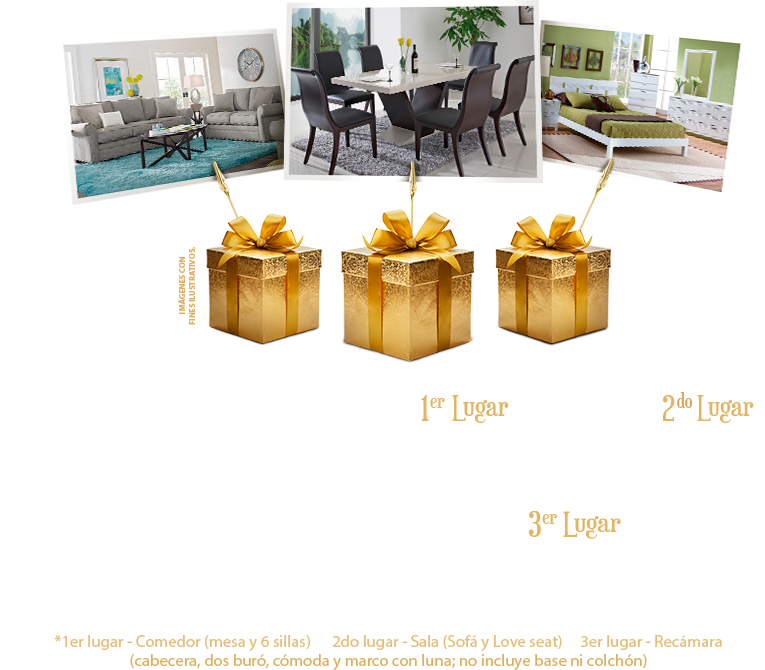 IMÁGENES CON
FINES ILUSTRATIVOS.
1er Lugar
2do Lugar
3er Lugar
*1er lugar - Comedor (mesa y 6 sillas) 2do lugar - Sala (Sofá y Love seat) 3er lugar - Recámara
(cabecera, dos buró, cómoda y marco con luna; no incluye base ni colchón)